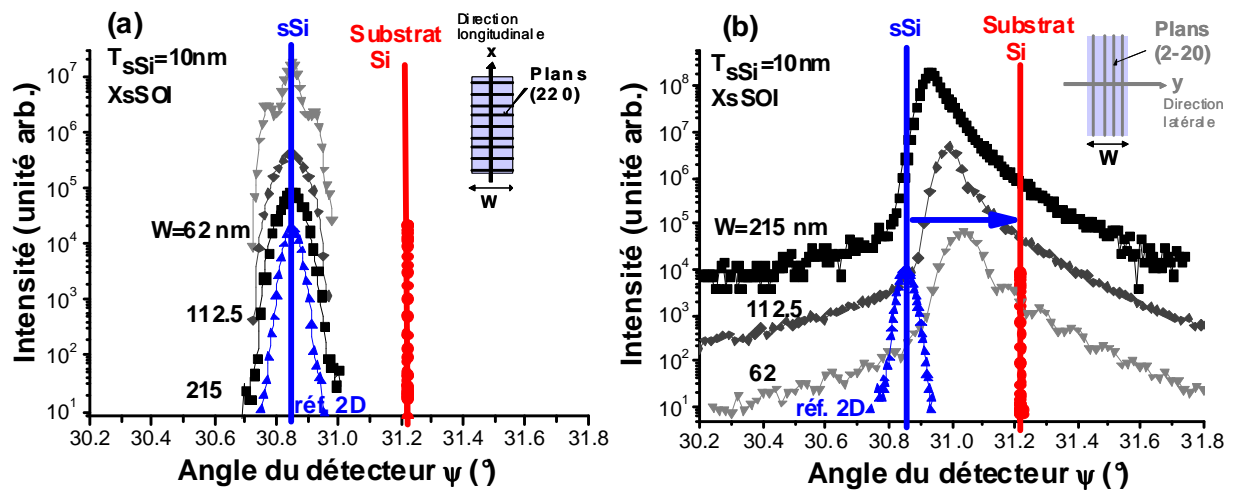 (a)
sSi
Substrat
Si
Direction
longitudinale
x
Plans
(220)
W
TsSi=10nm
XsSOI
W=62 nm
112.5
215
réf. 2D
10^7
10^6
10^5
10^4
10^3
10^2
10^1
Intensité (unité arb.)
30.2 30.4 30.6 30.8 31.0 31.2 31.4 31.6 31.8
Angle du détecteur ψ (°)
(b)
sSi
Substrat
Si
Plans
(2-20)
y
Direction
latérale
W
TsSi=10nm
XsSOI
W=215 nm
112.5
62
réf. 2D
10^8
10^7
10^6
10^5
10^4
10^3
10^2
10^1
Intensité (unité arb.)
30.2 30.4 30.6 30.8 31.0 31.2 31.4 31.6 31.8
Angle du détecteur ψ (°)